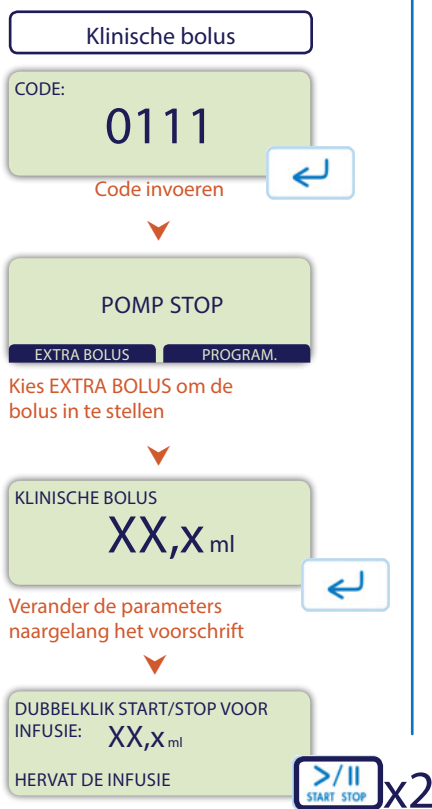 Klinische bolus
CODE:
0111
Code invoeren
POMP STOP
EXTRA BOLUS PROGRAM.
Kies EXTRA BOLUS om de
bolus in te stellen
KLINISCHE BOLUS
XX,x ml
Verander de parameters
naargelang het voorschrift
DUBBELKLIK START/STOP VOOR
INFUSIE: XX,x ml
HERVAT DE INFUSIE
>/II
START STOP
x2